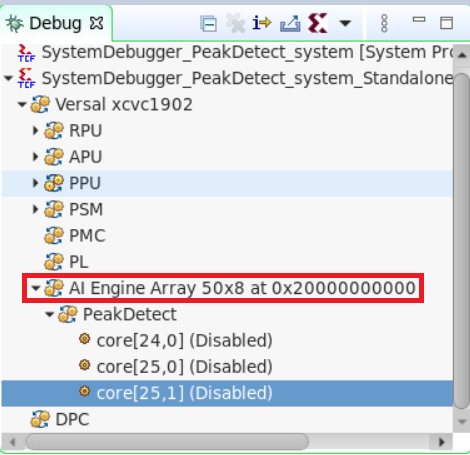 Debug
SystemDebugger_PeakDetect_system [System Pro
SystemDebugger_PeakDetect_system_Standalone
Versal xcvc1902
RPU
APU
PPU
PSM
PMC
PL
AI Engine Array 50x8 at 0x20000000000
PeakDetect
core[24,0] (Disabled)
core[25,0] (Disabled)
core[25,1] (Disabled)
DPC